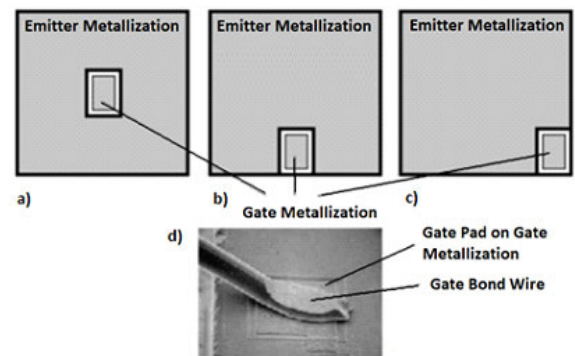 Emitter Metallization
Emitter Metallization
Emitter Metallization
a)
b)
c)
Gate Metallization
d)
Gate Pad on Gate
Metallization
Gate Bond Wire